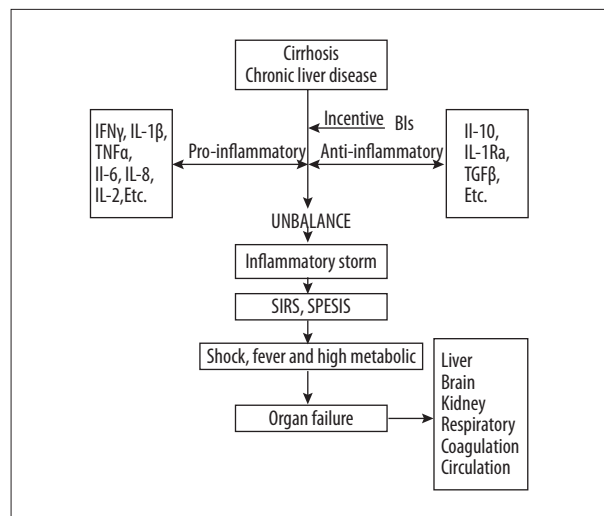 Cirrhosis
Chronic liver disease
Incentive BIs
IFNγ, IL-1β,
TNFα,
Il-6, IL-8,
IL-2,Etc.
Pro-inflammatory
Anti-inflammatory
Il-10,
IL-1Ra,
TGFβ,
Etc.
UNBALANCE
Inflammatory storm
SIRS, SPESIS
Shock, fever and high metabolic
Organ failure
Liver
Brain
Kidney
Respiratory
Coagulation
Circulation